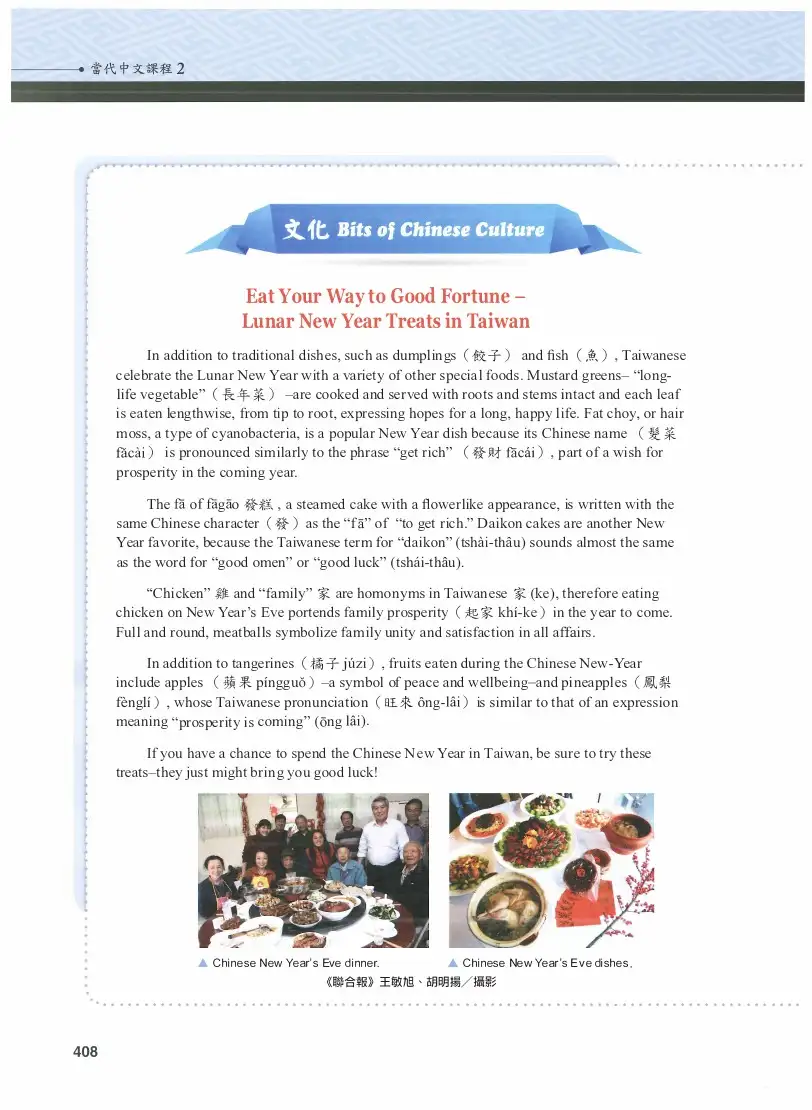 當代中文課程 2
文化 Bits of Chinese Culture
Eat Your Way to Good Fortune –
Lunar New Year Treats in Taiwan
In addition to traditional dishes, such as dumplings（餃子） and fish（魚）, Taiwanese
celebrate the Lunar New Year with a variety of other special foods. Mustard greens– “long-
life vegetable”（長年菜） –are cooked and served with roots and stems intact and each leaf
is eaten lengthwise, from tip to root, expressing hopes for a long, happy life. Fat choy, or hair
moss, a type of cyanobacteria, is a popular New Year dish because its Chinese name （髮菜
fǎcài） is pronounced similarly to the phrase “get rich” （發財 fācái）, part of a wish for
prosperity in the coming year.
The fā of fāgāo 發糕 , a steamed cake with a flowerlike appearance, is written with the
same Chinese character（發）as the “fā” of “to get rich.” Daikon cakes are another New
Year favorite, because the Taiwanese term for “daikon” (tshài-thâu) sounds almost the same
as the word for “good omen” or “good luck” (tshái-thâu).
“Chicken” 雞 and “family” 家 are homonyms in Taiwanese 家 (ke), therefore eating
chicken on New Year’s Eve portends family prosperity（起家 khí-ke）in the year to come.
Full and round, meatballs symbolize family unity and satisfaction in all affairs.
In addition to tangerines（橘子 júzi）, fruits eaten during the Chinese New-Year
include apples （蘋果 píngguǒ）–a symbol of peace and wellbeing–and pineapples（鳳梨
fènglí）, whose Taiwanese pronunciation（旺來 ông-lâi）is similar to that of an expression
meaning “prosperity is coming” (ōng lâi).
If you have a chance to spend the Chinese New Year in Taiwan, be sure to try these
treats–they just might bring you good luck!
▲ Chinese New Year’s Eve dinner.
▲ Chinese New Year’s Eve dishes.
《聯合報》王敏旭、胡明揚／攝影
408